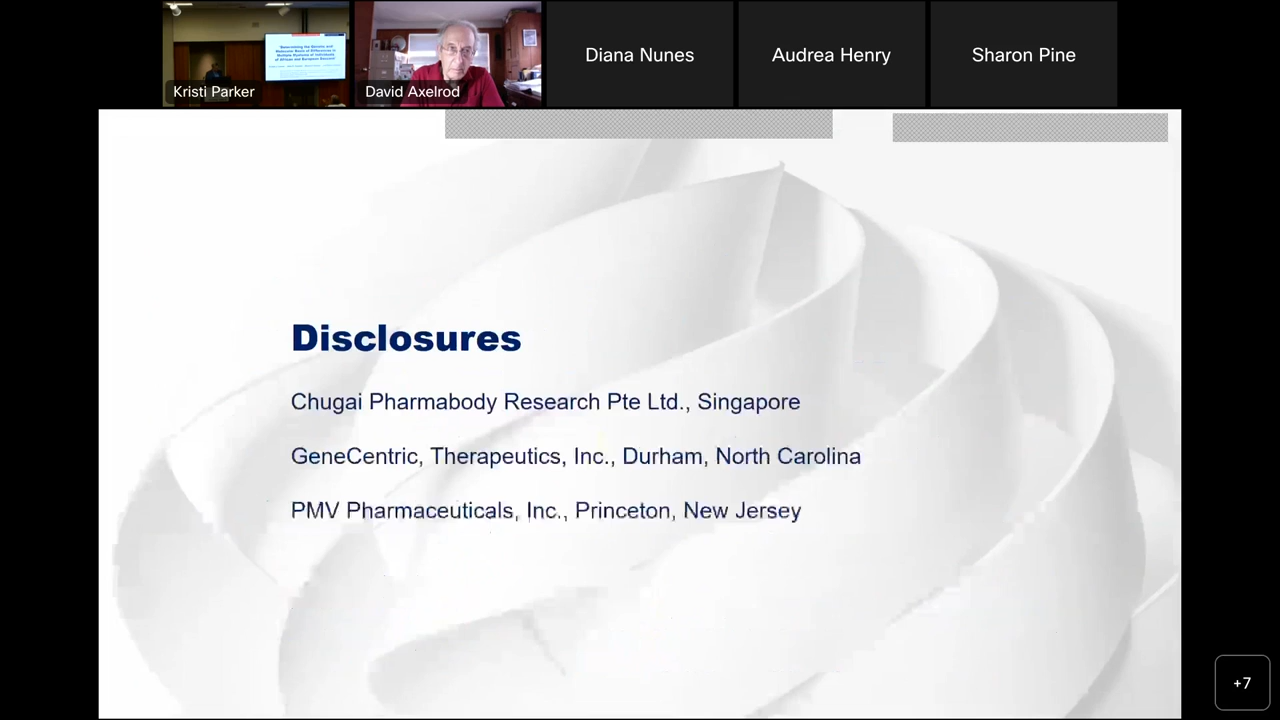 Kristi Parker
David Axelrod
Diana Nunes
Audrea Henry
Sharon Pine
Disclosures
Chugai Pharmabody Research Pte Ltd., Singapore
GeneCentric, Therapeutics, Inc., Durham, North Carolina
PMV Pharmaceuticals, Inc., Princeton, New Jersey
+7